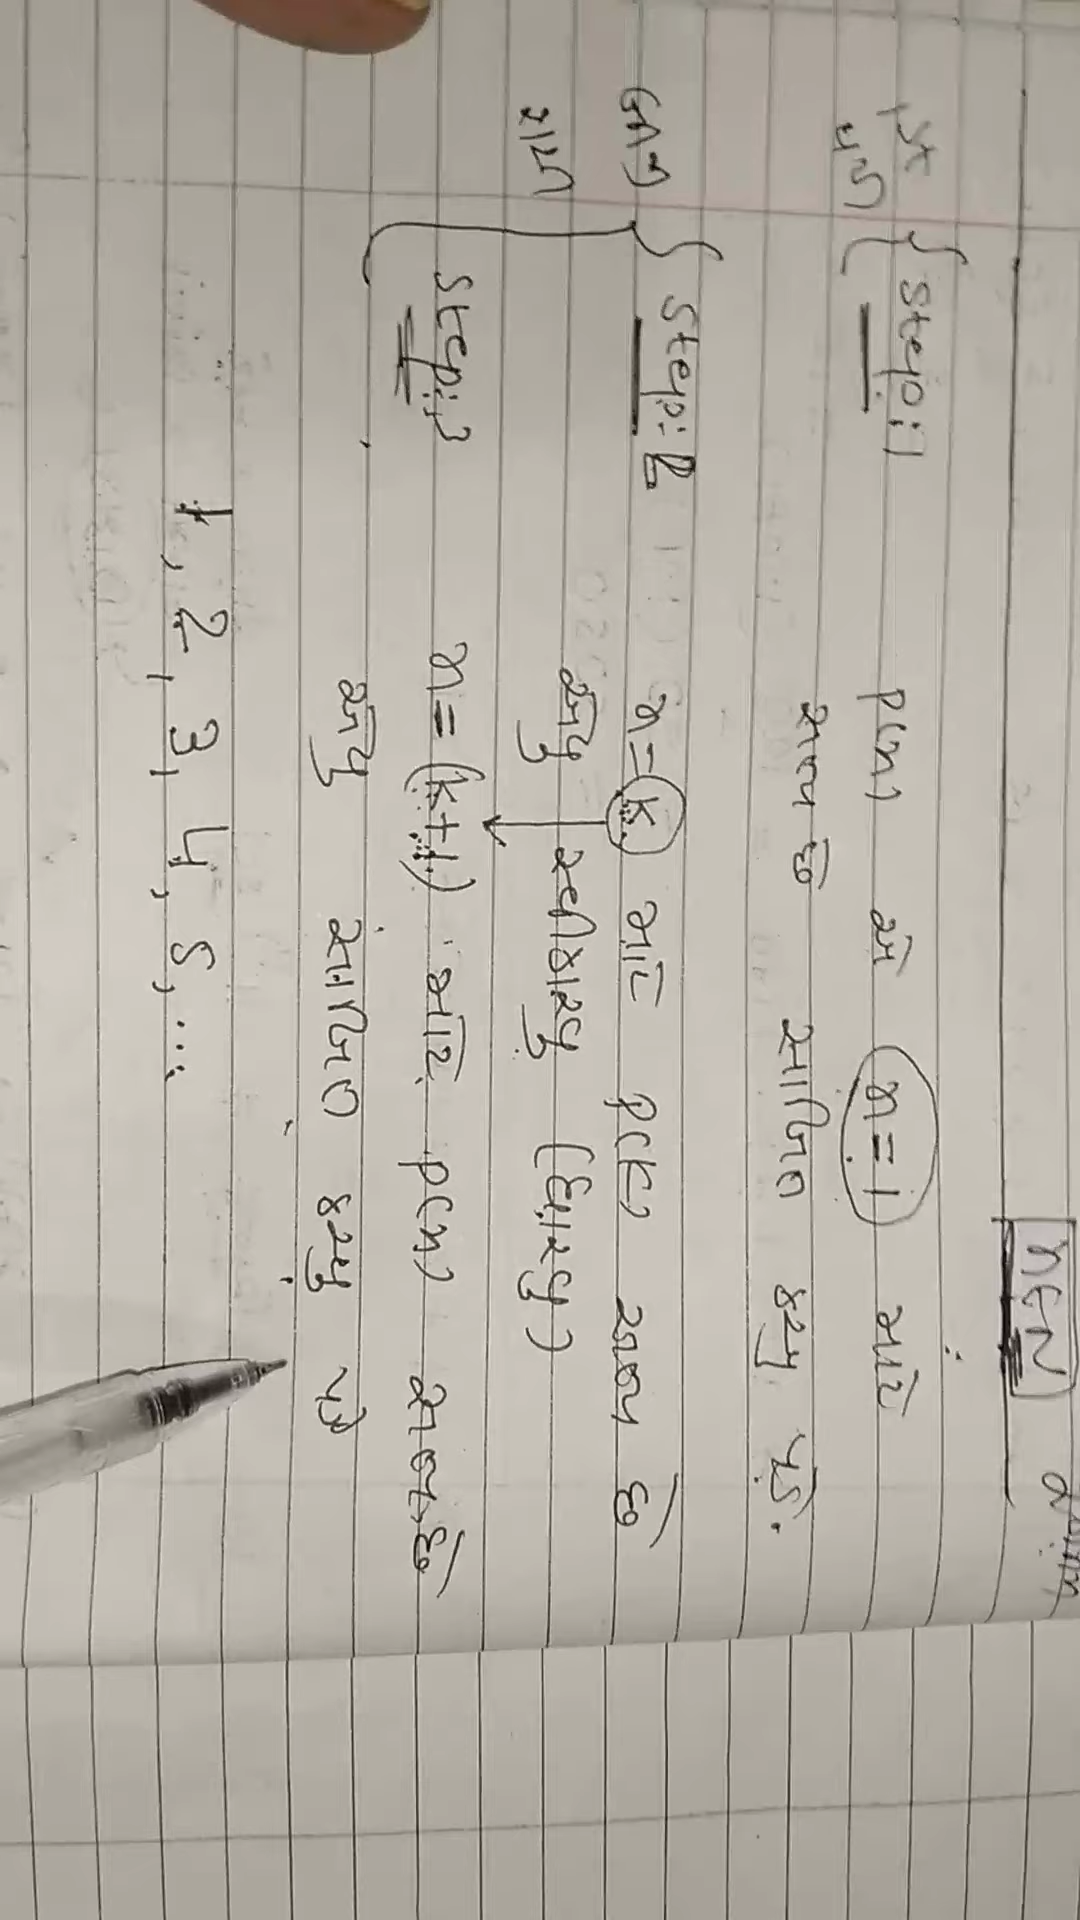 n∈N
1st
Step:1 p(n) એ n=1 માટે
સત્ય છે સાબિત કરવુ પડે.
Step:2 n=k માટે p(k) સત્ય છે
એવુ સ્વીકારવુ (ધારવુ)
Step:3 n=(k+1) માટે p(n) સત્ય છે
એવુ સાબિત કરવુ પડે
1, 2, 3, 4, 5, ...